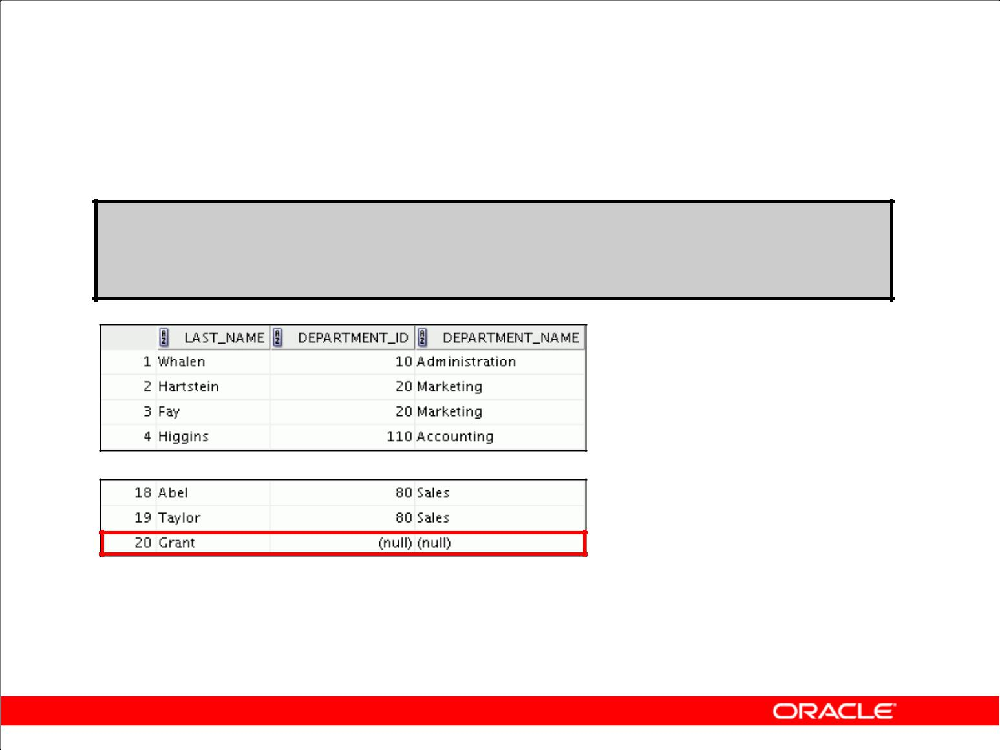 LAST_NAME DEPARTMENT_ID DEPARTMENT_NAME
1 Whalen 10 Administration
2 Hartstein 20 Marketing
3 Fay 20 Marketing
4 Higgins 110 Accounting
18 Abel 80 Sales
19 Taylor 80 Sales
20 Grant (null) (null)
ORACLE